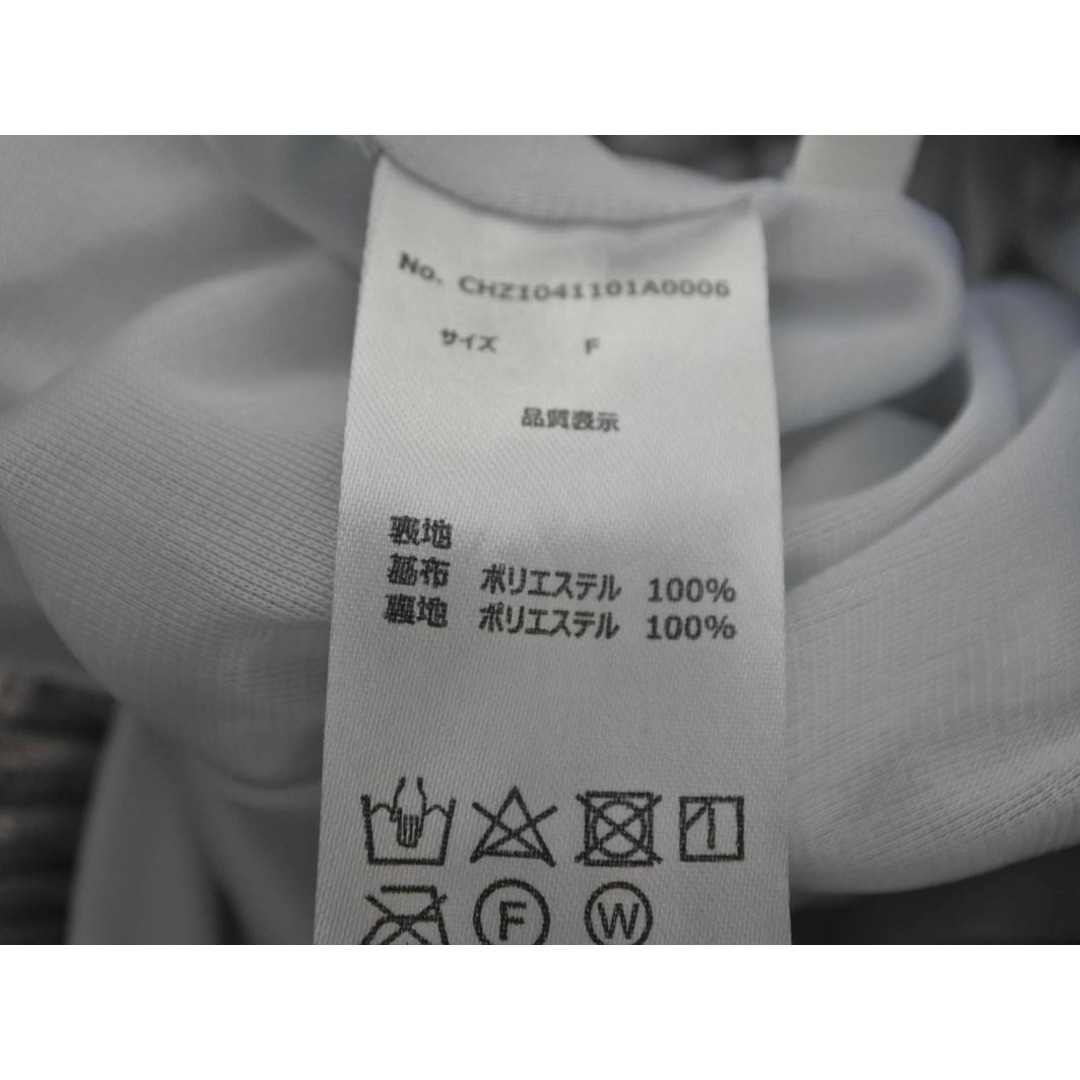 No. CHZ1041101A0006
サイズ F
品質表示
表地
基布 ポリエステル 100%
裏地 ポリエステル 100%
F W